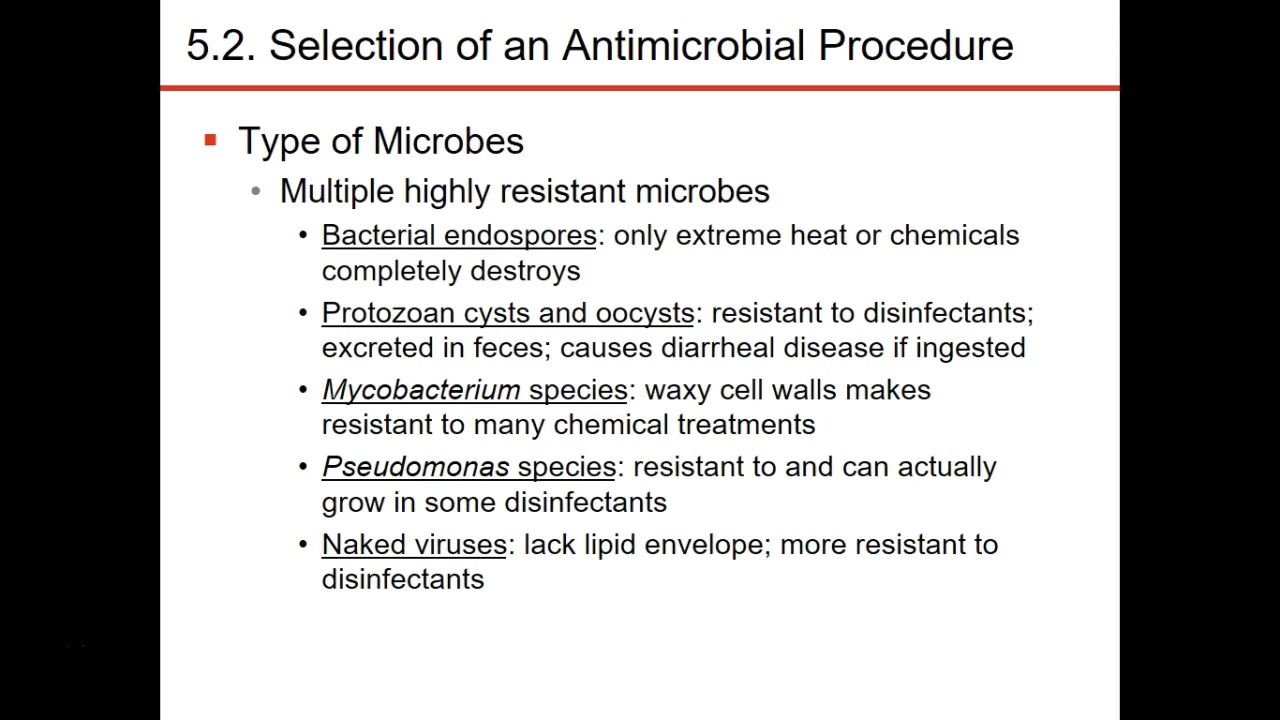 5.2. Selection of an Antimicrobial Procedure
Type of Microbes
Multiple highly resistant microbes
Bacterial endospores: only extreme heat or chemicals
completely destroys
Protozoan cysts and oocysts: resistant to disinfectants;
excreted in feces; causes diarrheal disease if ingested
Mycobacterium species: waxy cell walls makes
resistant to many chemical treatments
Pseudomonas species: resistant to and can actually
grow in some disinfectants
Naked viruses: lack lipid envelope; more resistant to
disinfectants